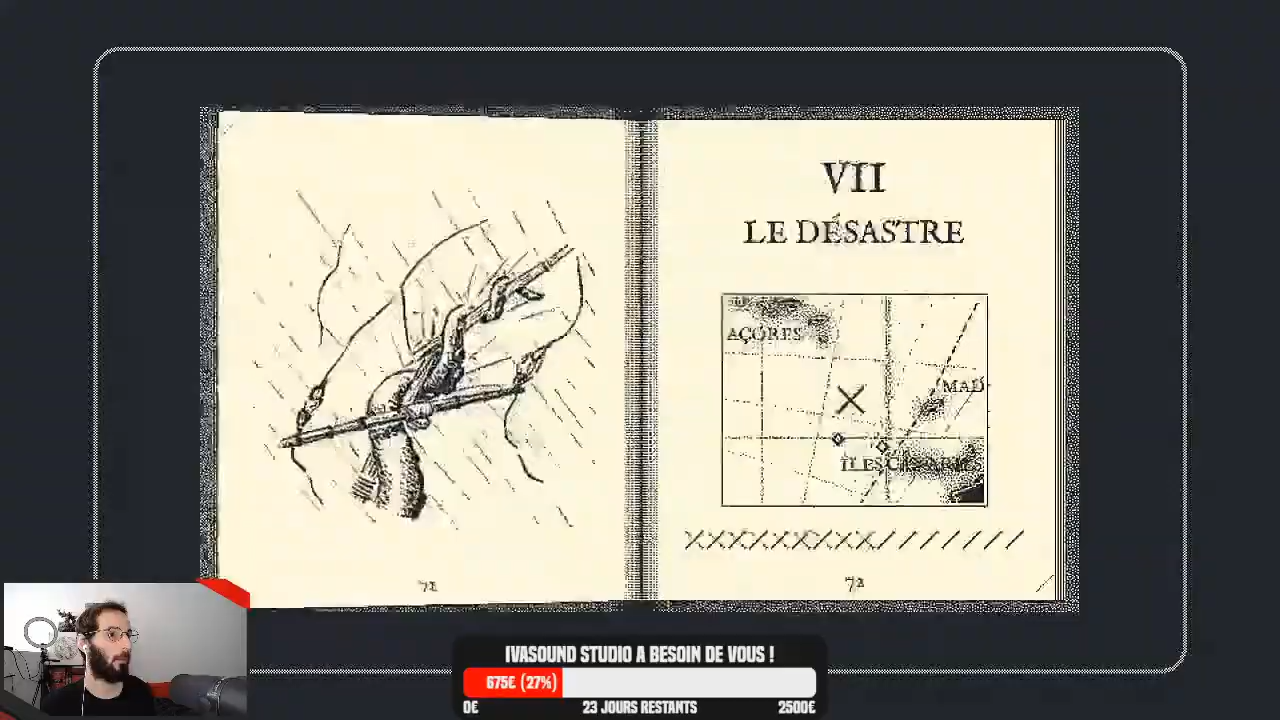 VII
LE DÉSASTRE
AÇORES
MAD
ÎLES CANARIES
71
72
IVASOUND STUDIO A BESOIN DE VOUS !
675€ (27%)
0€ 23 JOURS RESTANTS 2500€